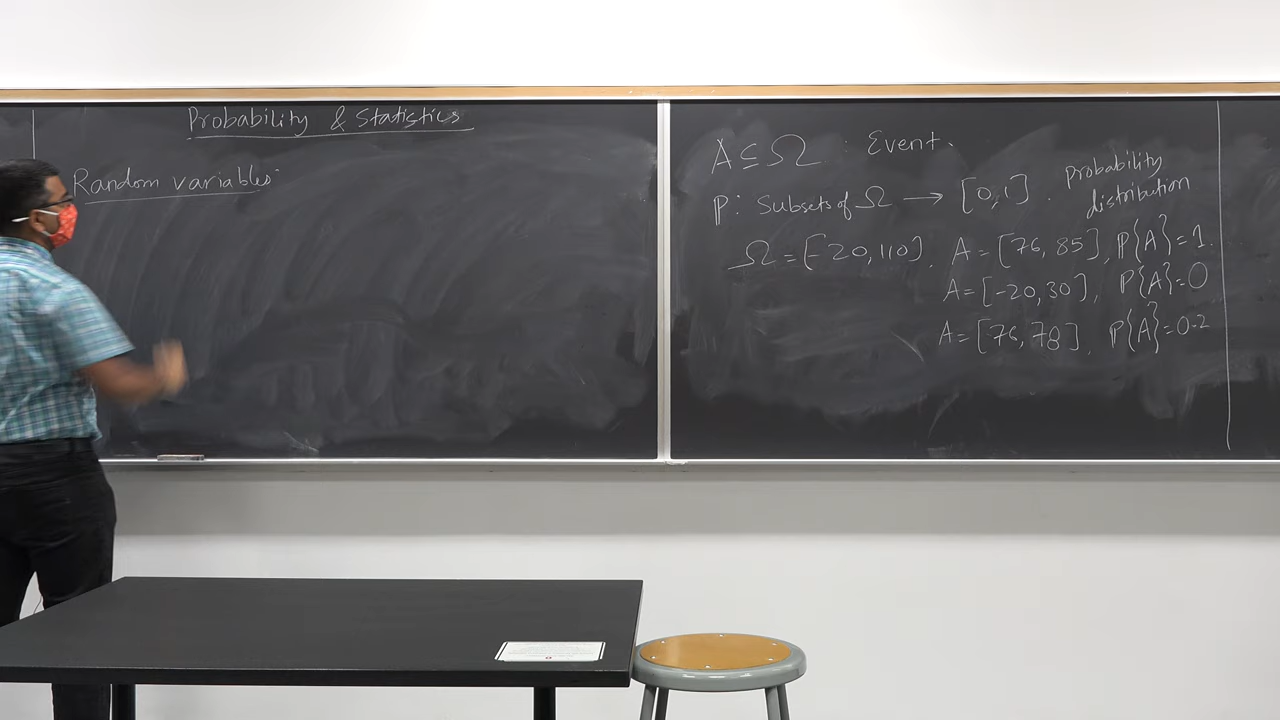 Probability & Statistics
Random variables
A ⊆ Ω : Event.
ℙ: Subsets of Ω → [0,1]. Probability distribution
Ω = [-20,110]. A = [76,85], ℙ{A}=1.
A = [-20,30], ℙ{A}=0
A = [76,78], ℙ{A}=0.2